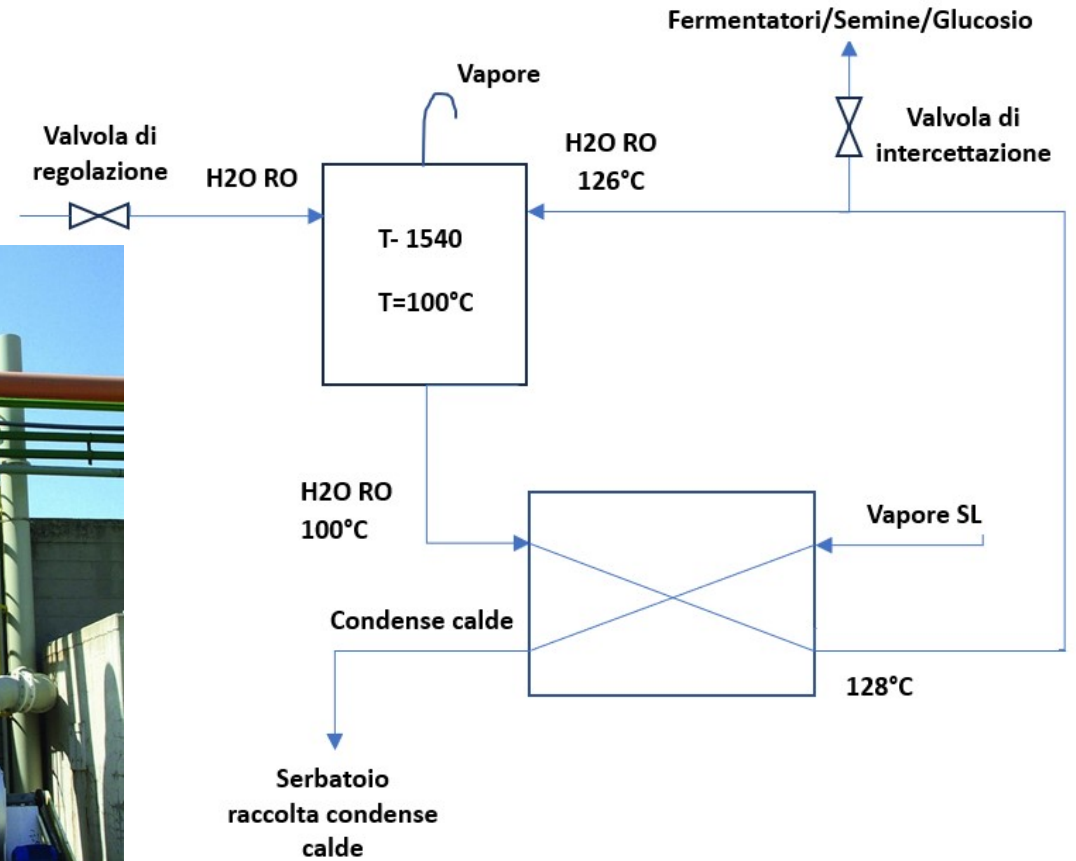 Fermentatori/Semine/Glucosio
Vapore
Valvola di
regolazione
H2O RO
H2O RO
126°C
Valvola di
intercettazione
T- 1540
T=100°C
H2O RO
100°C
Vapore SL
Condense calde
128°C
Serbatoio
raccolta condense
calde